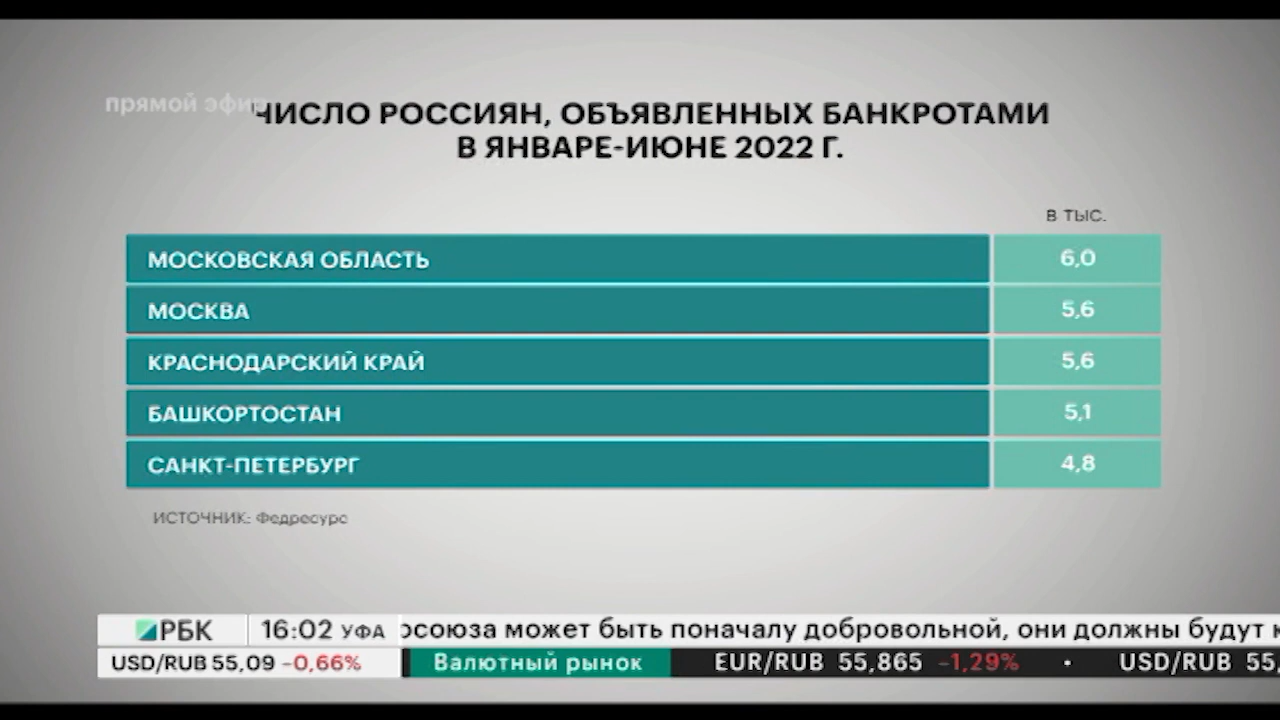 прямой эфир
ЧИСЛО РОССИЯН, ОБЪЯВЛЕННЫХ БАНКРОТАМИ
В ЯНВАРЕ-ИЮНЕ 2022 Г.
В ТЫС.
МОСКОВСКАЯ ОБЛАСТЬ 6,0
МОСКВА 5,6
КРАСНОДАРСКИЙ КРАЙ 5,6
БАШКОРТОСТАН 5,1
САНКТ-ПЕТЕРБУРГ 4,8
ИСТОЧНИК: Федресурс
РБК 16:02 УФА может быть поначалу добровольной, они должны будут
USD/RUB 55,09 -0,66% Валютный рынок EUR/RUB 55,865 -1,29% • USD/RUB